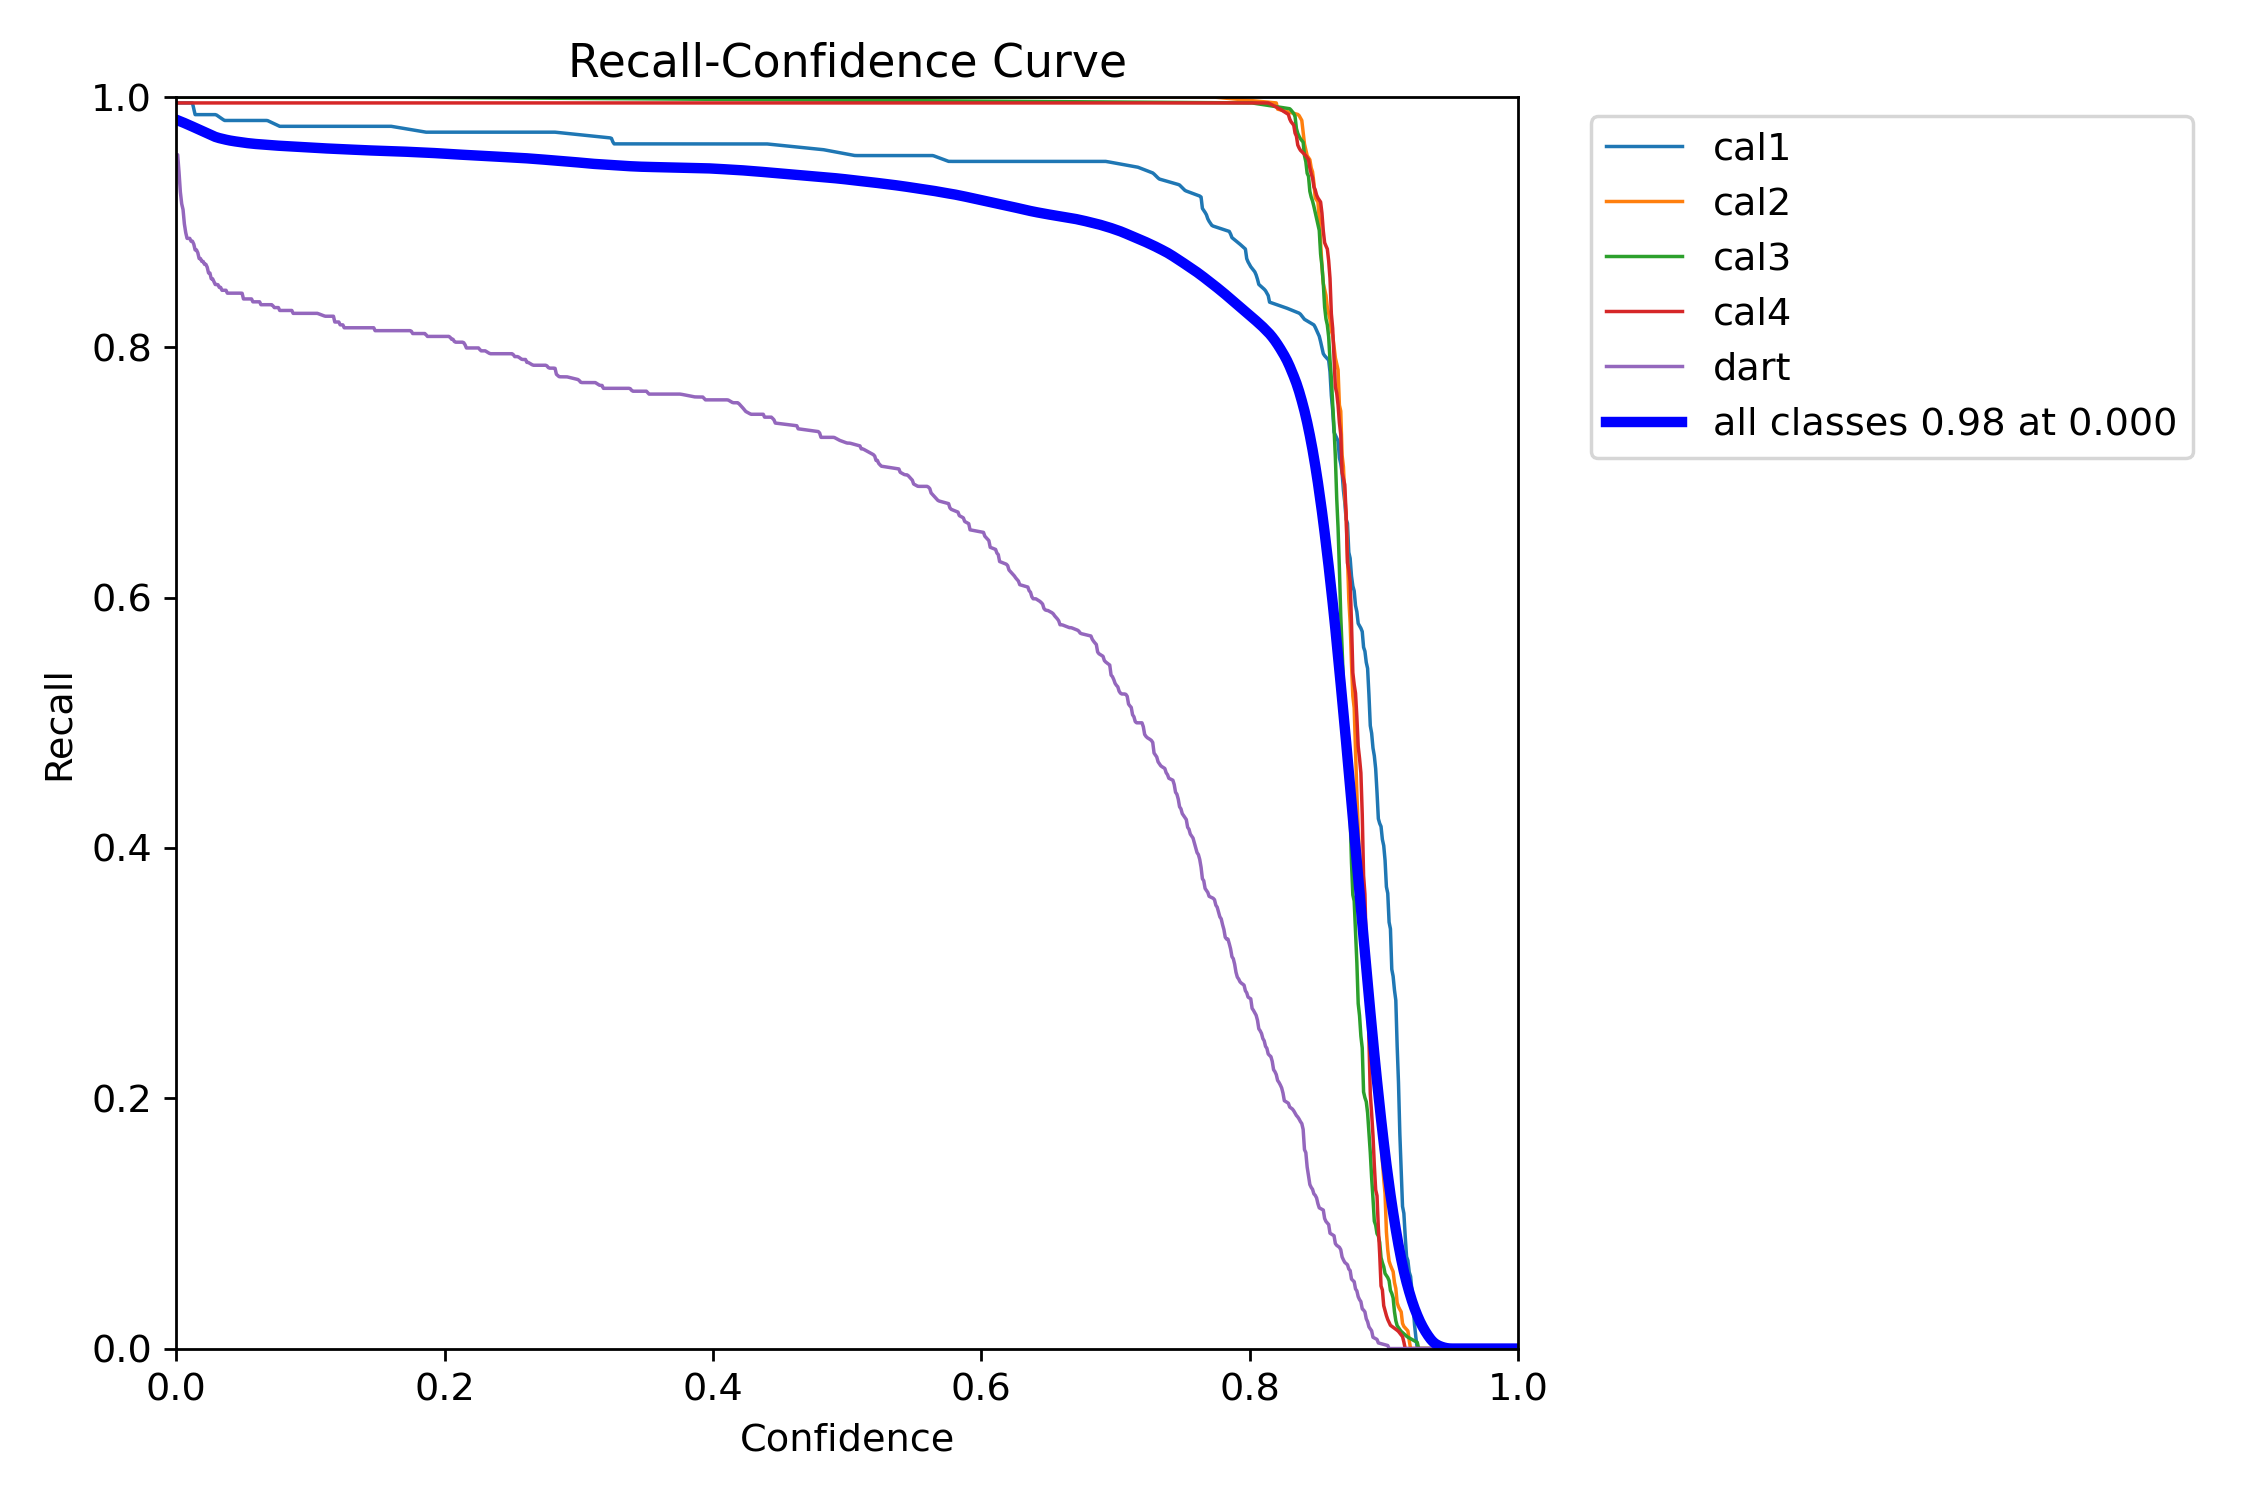 Recall-Confidence Curve
1.0
0.8
0.6
0.4
0.2
0.0
Recall
0.0 0.2 0.4 0.6 0.8 1.0
Confidence
cal1
cal2
cal3
cal4
dart
all classes 0.98 at 0.000